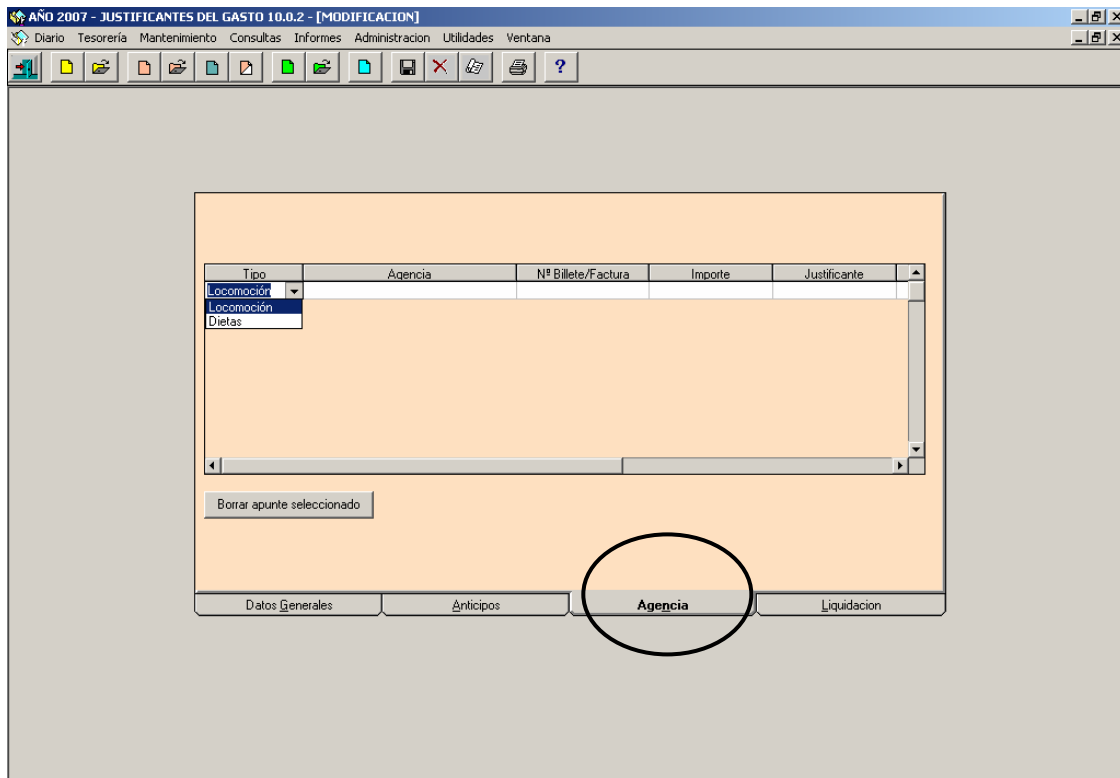 AÑO 2007 - JUSTIFICANTES DEL GASTO 10.0.2 - [MODIFICACION]
Diario Tesorería Mantenimiento Consultas Informes Administracion Utilidades Ventana
?
Tipo Agencia Nª Billete/Factura Importe Justificante
Locomoción
Locomoción
Dietas
Borrar apunte seleccionado
Datos Generales Anticipos Agencia Liquidacion